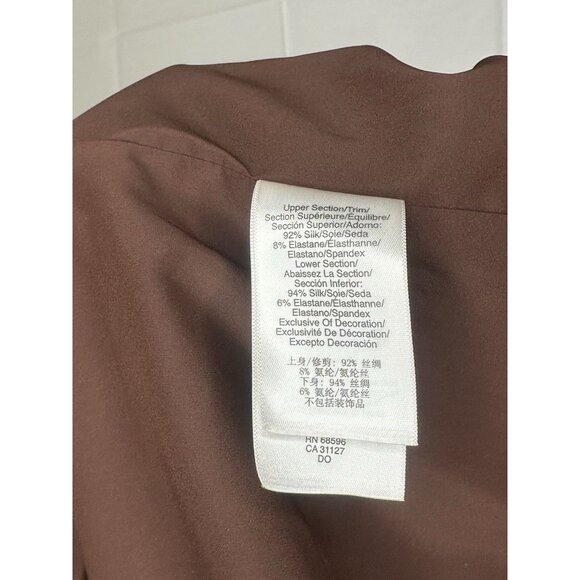 Upper Section/Trim/
Section Supérieure/Équilibre/
Sección Superior/Adorno:
92% Silk/Soie/Seda
8% Elastane/Élasthanne/
Elastano/Spandex
Lower Section/
Abaissez La Section/
Sección Inferior:
94% Silk/Soie/Seda
6% Elastane/Élasthanne/
Elastano/Spandex
Exclusive Of Decoration/
Exclusivité De Décoration/
Excepto Decoración
上身/修剪: 92% 丝绸
8% 氨纶/氨纶丝
下身: 94% 丝绸
6% 氨纶/氨纶丝
不包括装饰品
RN 68596
CA 31127
DO